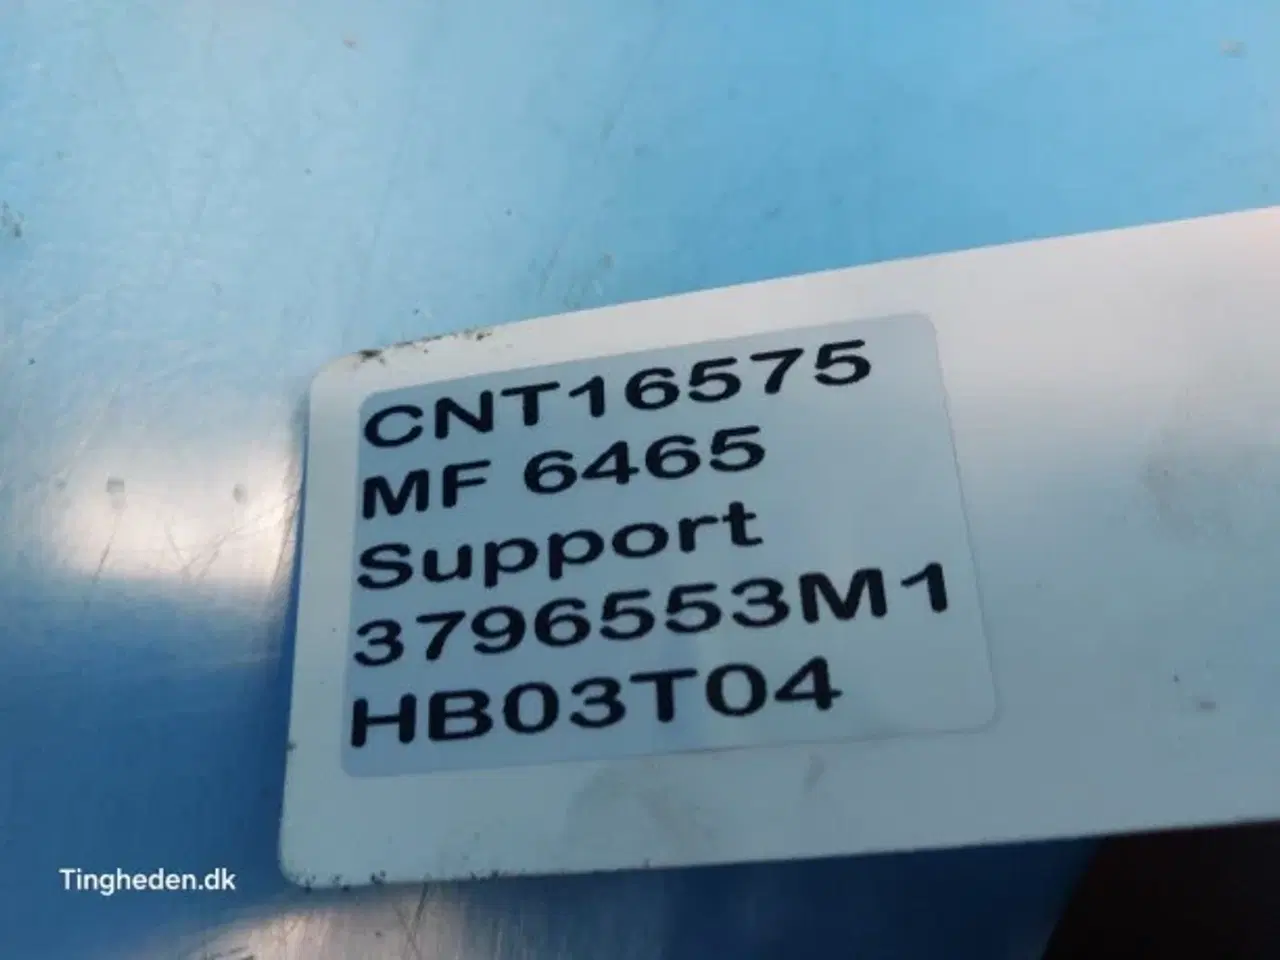 CNT16575
MF 6465
Support
3796553M1
HB03T04
Tingheden.dk